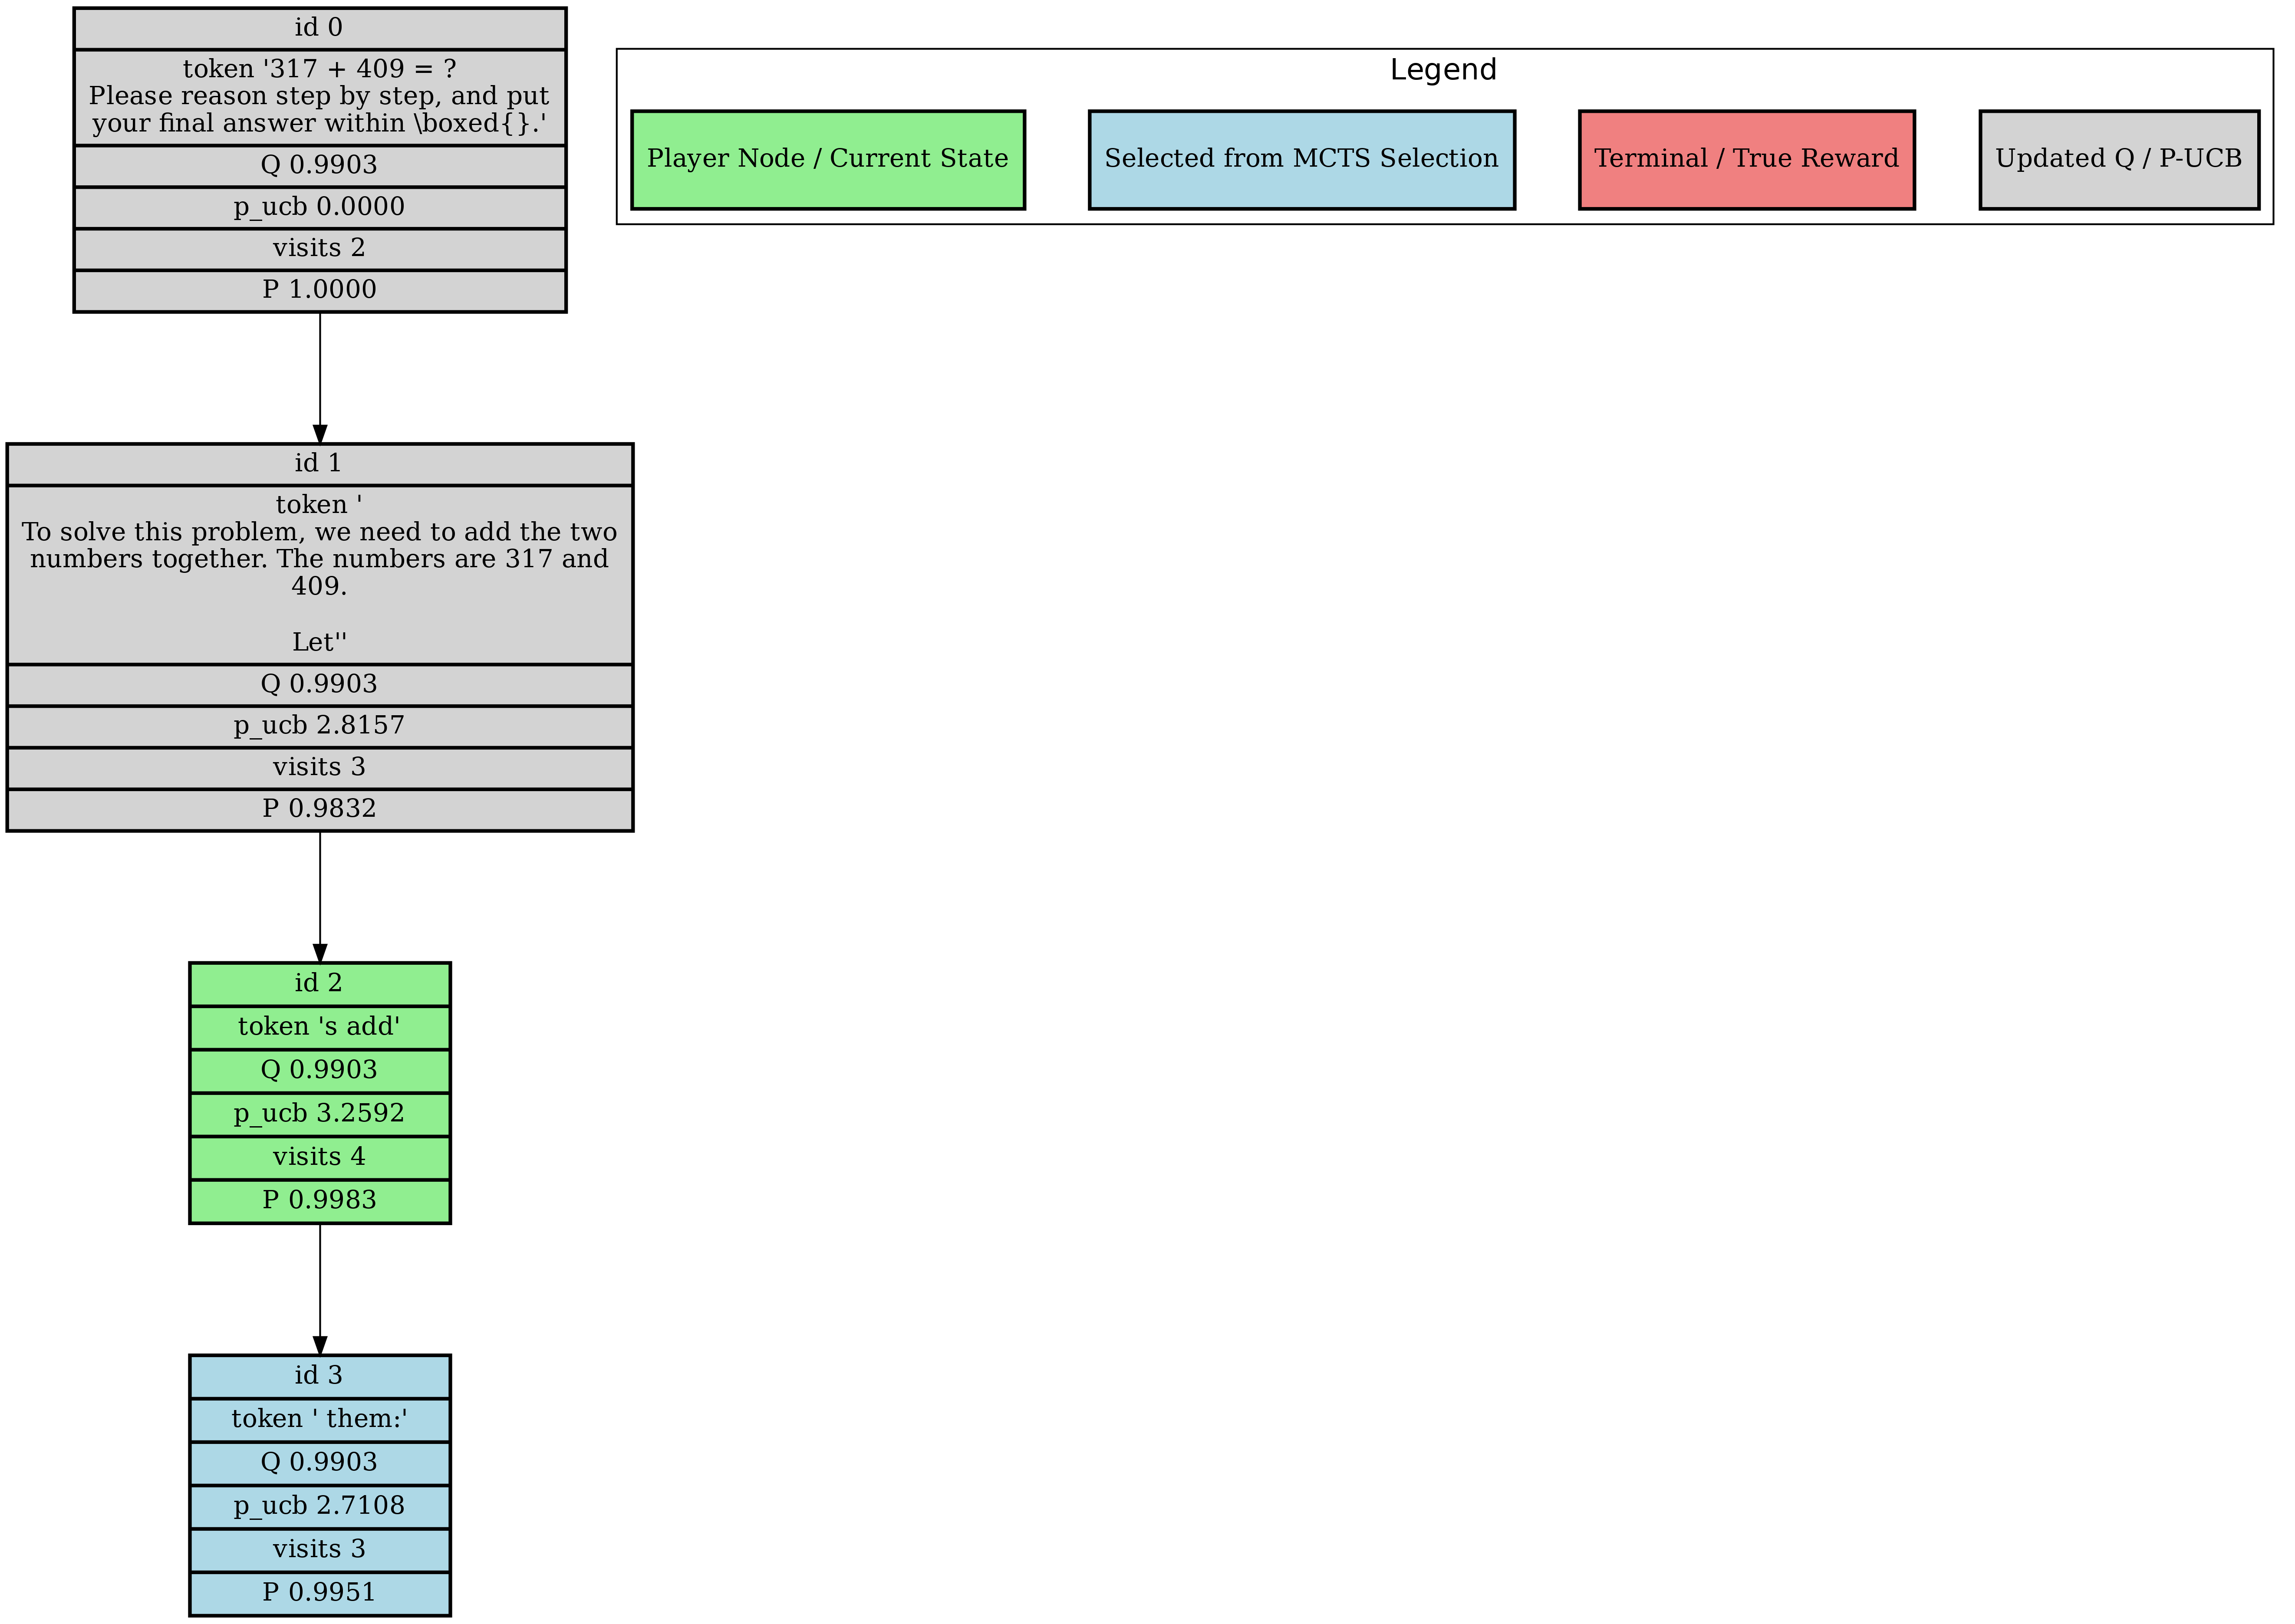 id 0
token '317 + 409 = ?
Please reason step by step, and put
your final answer within \boxed{}.'
Q 0.9903
p_ucb 0.0000
visits 2
P 1.0000
Legend
Player Node / Current State
Selected from MCTS Selection
Terminal / True Reward
Updated Q / P-UCB
id 1
token '
To solve this problem, we need to add the two
numbers together. The numbers are 317 and
409.
Let''
Q 0.9903
p_ucb 2.8157
visits 3
P 0.9832
id 2
token 's add'
Q 0.9903
p_ucb 3.2592
visits 4
P 0.9983
id 3
token ' them:'
Q 0.9903
p_ucb 2.7108
visits 3
P 0.9951